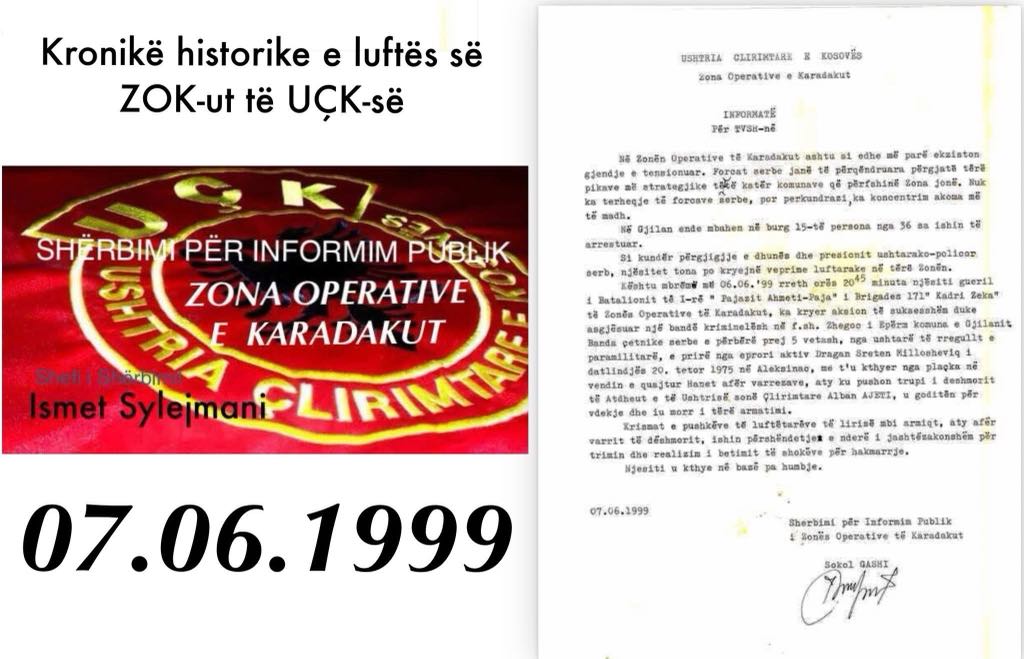 Kronikë historike e luftës së
ZOK-ut të UÇK-së
UÇK
SHËRBIMI PËR INFORMIM PUBLIK
ZONA OPERATIVE
E KARADAKUT
USHTRIA ÇLIRIMTARE E
Shefi i Shërbimit
Ismet Sylejmani
07.06.1999
USHTRIA CLIRIMTARE E KOSOVËS
Zona Operative e Karadakut
INFORMATË
Për TVSH-në
Në Zonën Operative të Karadakut ashtu si edhe më parë ekziston
gjendje e tensionuar. Forcat serbe janë të përqëndruara përgjatë tërë
pikave më strategjike katër komunave që përfshinë Zona jonë. Nuk
ka terheqje të forcave serbe, por perkundrazi,ka koncentrim akoma më
të madh.
Në Gjilan ende mbahen në burg 15-të persona nga 36 sa ishin të
arrestuar.
Si kundër përgjigjje e dhunës dhe presionit ushtarako-policor
serb, njësitet tona po kryejnë veprime luftarake në tërë Zonën.
Kështu mbrëmë më 06.06.'99 rreth orës 20 45 minuta njësiti gueril
i Batalionit të I-rë " Pajazit Ahmeti-Paja" i Brigades 171" Kadri Zeka"
të Zonës Operative të Karadakut, ka kryer aksion të suksesshëm duke
asgjësuar një bandë kriminelësh në f.sh. Zhegoc i Epërm komuna e Gjilanit
Banda çetnike serbe e përbërë prej 5 vetash, nga ushtarë të rregullt e
paramilitarë, e prirë nga eprori aktiv Dragan Sreten Millosheviq i
datlindjës 20. tetor 1975 në Aleksinac, me t'u kthyer nga plaçka në
vendin e quajtur Hanet afër varrezave, aty ku pushon trupi i deshmorit
të Atdheut e të Ushtrisë sonë Çlirimtare Alban AJETI, u goditën për
vdekje dhe iu morr i tërë armatimi.
Krismat e pushkëve të luftëtarëve të lirisë mbi armiqt, aty afër
varrit të dëshmorit, ishin përshëndetje e nderë i jashtëzakonshëm për
trimin dhe realizim i betimit të shokëve për hakmarrje.
Njesiti u kthye në bazë pa humbje.
07.06.1999
Sherbimi për Informim Publik
i Zonës Operative të Karadakut
Sokol GASHI